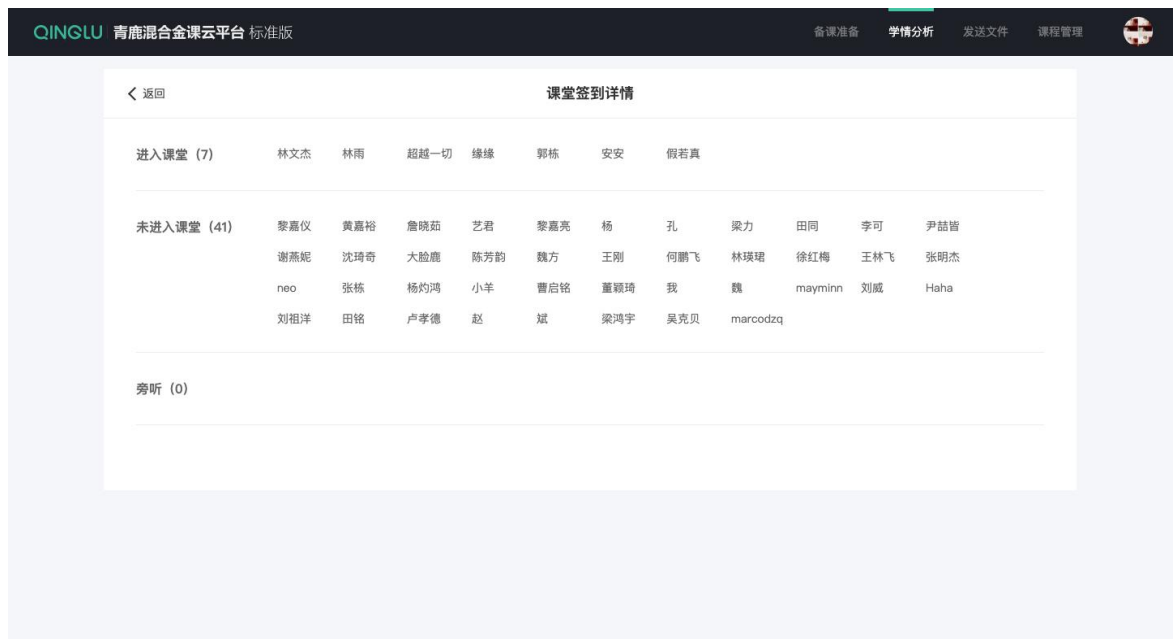 QINGLU 青鹿混合金课云平台 标准版 备课准备 学情分析 发送文件 课程管理
返回 课堂签到详情
进入课堂（7） 林文杰 林雨 超越一切 缘缘 郭栋 安安 假若真
未进入课堂（41） 黎嘉仪 黄嘉裕 詹晓茹 艺君 黎嘉亮 杨 孔 梁力 田同 李可 尹喆皆
谢燕妮 沈琦奇 大脸鹿 陈芳韵 魏方 王刚 何鹏飞 林瑛珺 徐红梅 王林飞 张明杰
neo 张栋 杨灼鸿 小羊 曹启铭 董颖琦 我 魏 mayminn 刘威 Haha
刘祖洋 田铭 卢孝德 赵 斌 梁鸿宇 吴克贝 marcodzq
旁听（0）